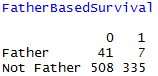 FatherBasedSurvival
0 1
Father 41 7
Not Father 508 335